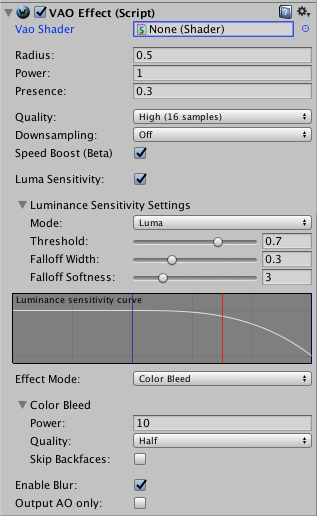 VAO Effect (Script)
Vao Shader None (Shader)
Radius: 0.5
Power: 1
Presence: 0.3
Quality: High (16 samples)
Downsampling: Off
Speed Boost (Beta)
Luma Sensitivity:
Luminance Sensitivity Settings
Mode: Luma
Threshold: 0.7
Falloff Width: 0.3
Falloff Softness: 3
Luminance sensitivity curve
Effect Mode: Color Bleed
Color Bleed
Power: 10
Quality: Half
Skip Backfaces:
Enable Blur:
Output AO only: